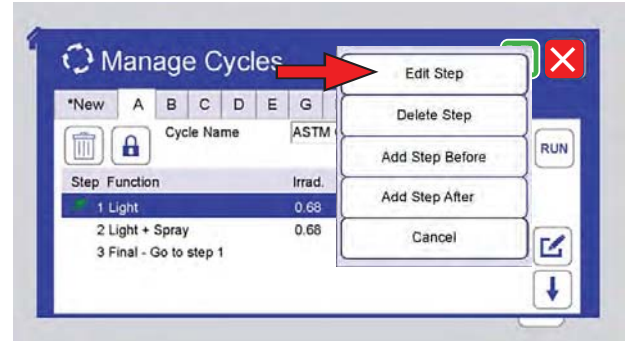 Manage Cycles
Edit Step
*New A B C D E G
Delete Step
Cycle Name ASTM
Add Step Before
RUN
Step Function Irrad.
Add Step After
1 Light 0.68
2 Light + Spray 0.68
Cancel
3 Final - Go to step 1